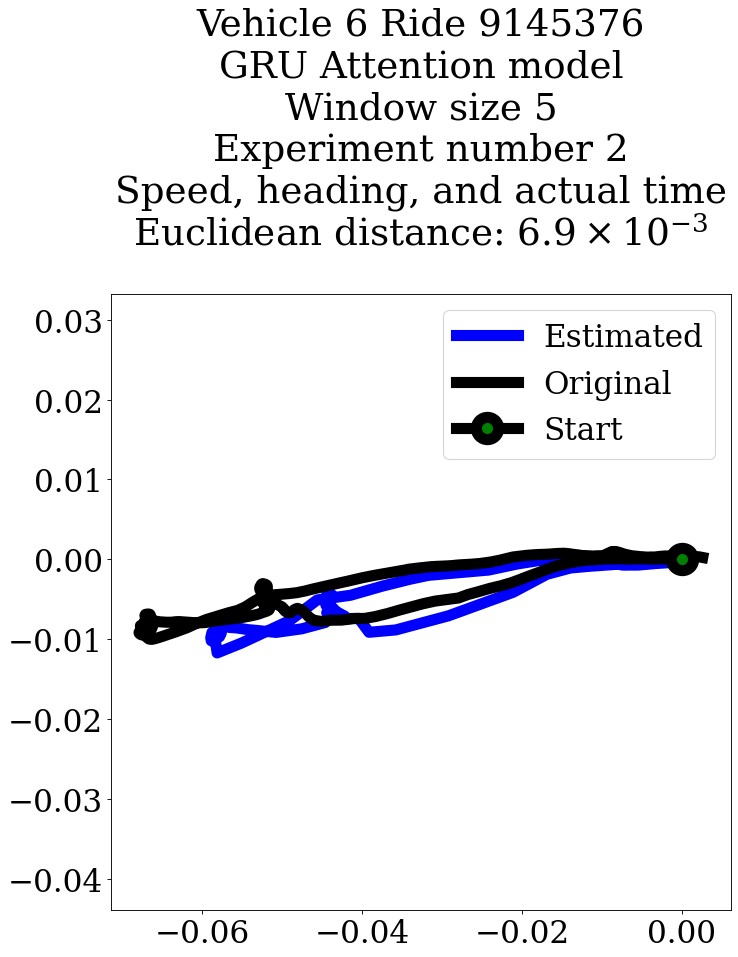 Vehicle 6 Ride 9145376
GRU Attention model
Window size 5
Experiment number 2
Speed, heading, and actual time
Euclidean distance: 6.9 × 10⁻³
Estimated
Original
Start
0.03
0.02
0.01
0.00
−0.01
−0.02
−0.03
−0.04
−0.06
−0.04
−0.02
0.00